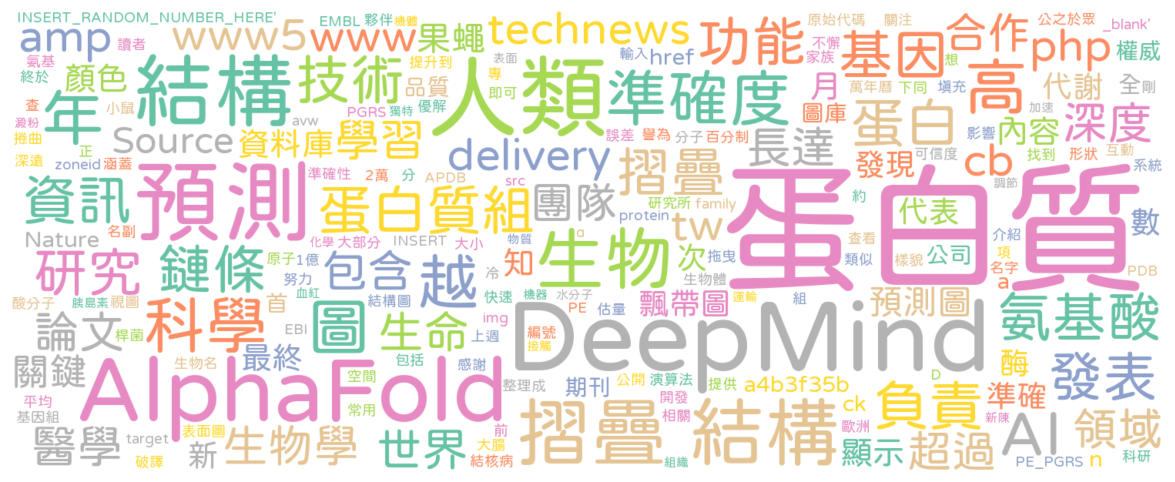 INSERT_RANDOM_NUMBER_HERE' EMBL 夥伴 機體 technews 原始代碼 關注 公之於眾 _blank'
amp 讀者 www5 www 果蠅 表面 功能 基因 合作 php 權威
氨基 終於 顏色 結構 技術 提升到 專 輸入 href 不懈 家族 想
年 小鼠 品質 即可 人類 準確度 月 萬年曆 下同 填充 代謝 全 剛
查 澱粉 捲曲 PGRS 獨特 優解 圖庫 高 加速
Source avw 資料庫 學習 誤差 譽為 分子 百分制 蛋白 影響 內容 深度
深遠 正 delivery 摺疊 長達 發現 可信度 找到 形狀 互動
zoneid 涵蓋 準確性 2萬 分 APDB src cb 調節 系統
資訊 預測 蛋白質組 團隊 研究所 family 蛋白質 約
protein tw 代表 數
Nature 名副 化學 大部分 INSERT 大小 物質 α 生物 次 拖曳 查看 類似 公司 介紹 項
研究 鏈條 原子 1億 包含 越 冷 知 生物體 樣貌 名字 PDB
努力 血紅 結構圖 快速 機器 水分子 組 a
酸分子 胰島素 視圖 首 PE 估量 飄帶圖 運輸 預測圖 氨基酸
論文 科學 圖 生命 img 編號 DeepMind
桿菌 EBI 上週 接觸
關鍵 生物名 最終 包括 感謝 酶 發表
AlphaFold 空間 整理成 期刊 公開 演算法 提供 a4b3f35b D
平均 常用 開發 ck 負責 準確 新陳
基因組 摺疊 結構 相關 AI 領域
醫學 target 表面圖 新 生物學 世界 大腦 前 歐洲 顯示 超過 n
破譯 結核病 組織 PE_PGRS 科研